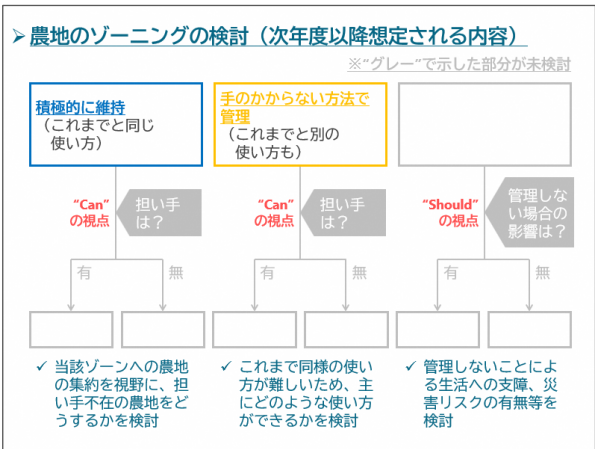 ➢ 農地のゾーニングの検討（次年度以降想定される内容）
※“グレー”で示した部分が未検討
積極的に維持
（これまでと同じ
使い方）
手のかからない方法で
管理
（これまでと別の
使い方も）
“Can”
の視点
担い手
は？
“Can”
の視点
担い手
は？
“Should”
の視点
管理しな
い場合の
影響は？
有
無
有
無
有
無
✓ 当該ゾーンへの農地
の集約を視野に、担
い手不在の農地をど
うするかを検討
✓ これまで同様の使い
方が難しいため、主
にどのような使い方
ができるかを検討
✓ 管理しないことによ
る生活への支障、災
害リスクの有無等を
検討